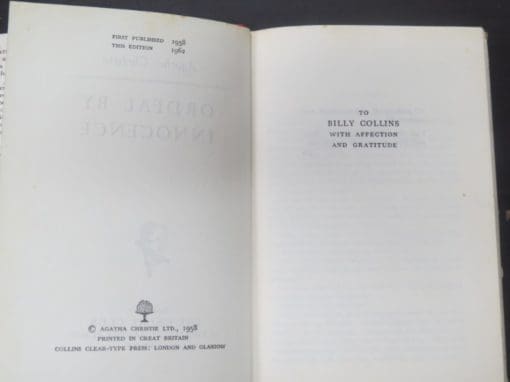 FIRST PUBLISHED 1958
THIS EDITION 1962
© AGATHA CHRISTIE LTD., 1958
PRINTED IN GREAT BRITAIN
COLLINS CLEAR-TYPE PRESS: LONDON AND GLASGOW
TO
BILLY COLLINS
WITH AFFECTION
AND GRATITUDE